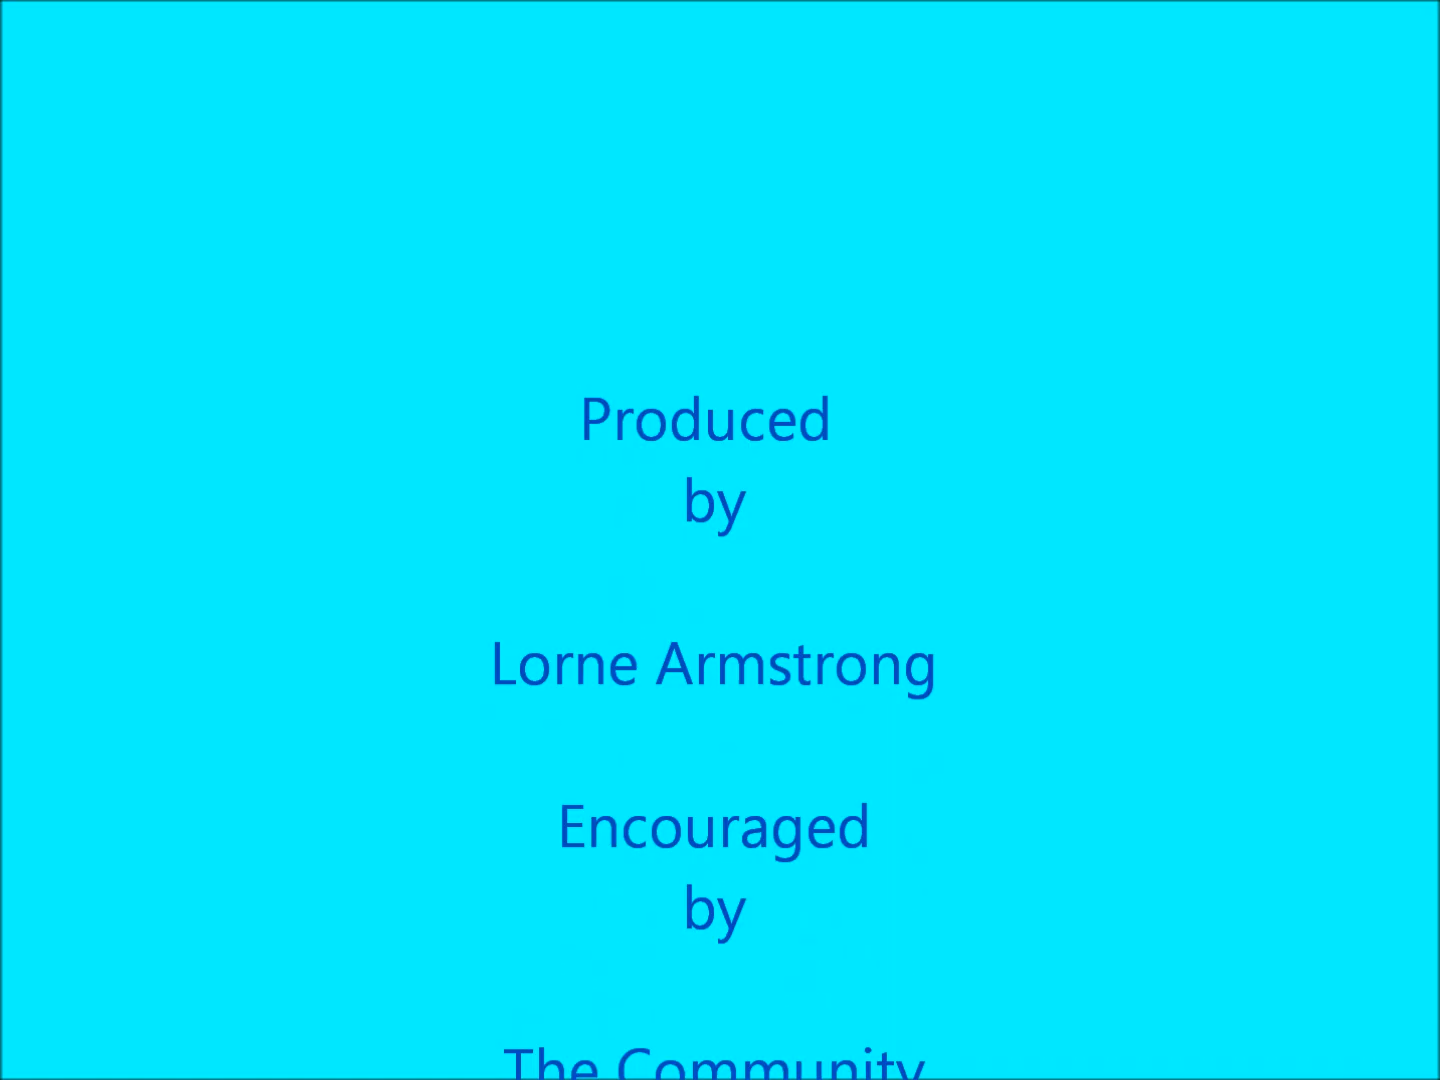 Produced
by
Lorne Armstrong
Encouraged
by
The Community